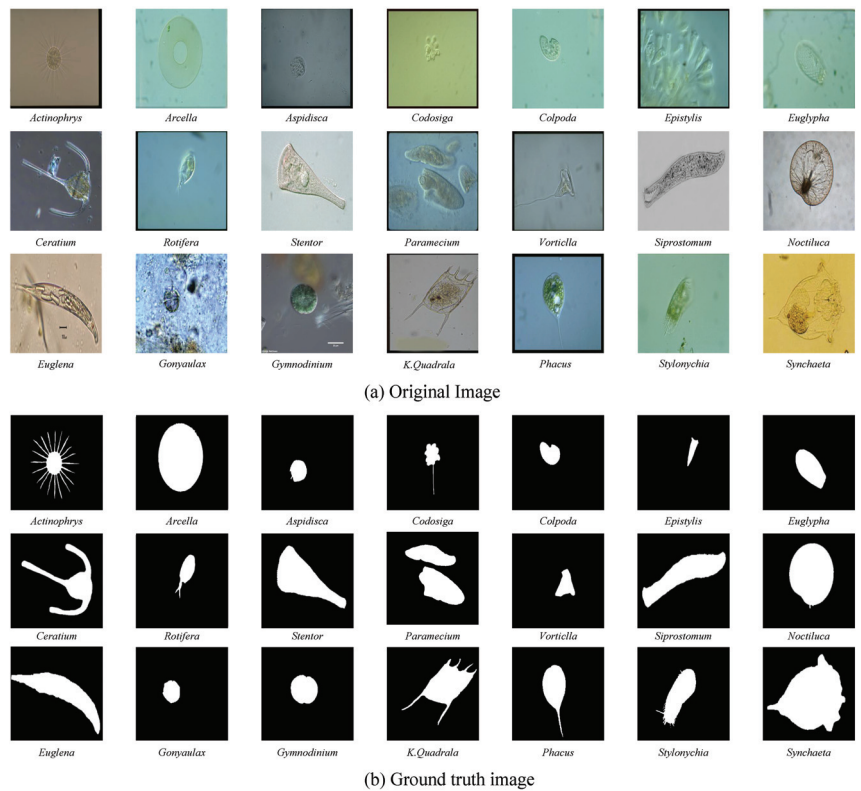 Actinophrys Arcella Aspidisca Codosiga Colpoda Epistylis Euglypha
Ceratium Rotifera Stentor Paramecium Vorticlla Siprostomum Noctiluca
Euglena Gonyaulax Gymnodinium K.Quadrala Phacus Stylonychia Synchaeta
(a) Original Image
Actinophrys Arcella Aspidisca Codosiga Colpoda Epistylis Euglypha
Ceratium Rotifera Stentor Paramecium Vorticlla Siprostomum Noctiluca
Euglena Gonyaulax Gymnodinium K.Quadrala Phacus Stylonychia Synchaeta
(b) Ground truth image